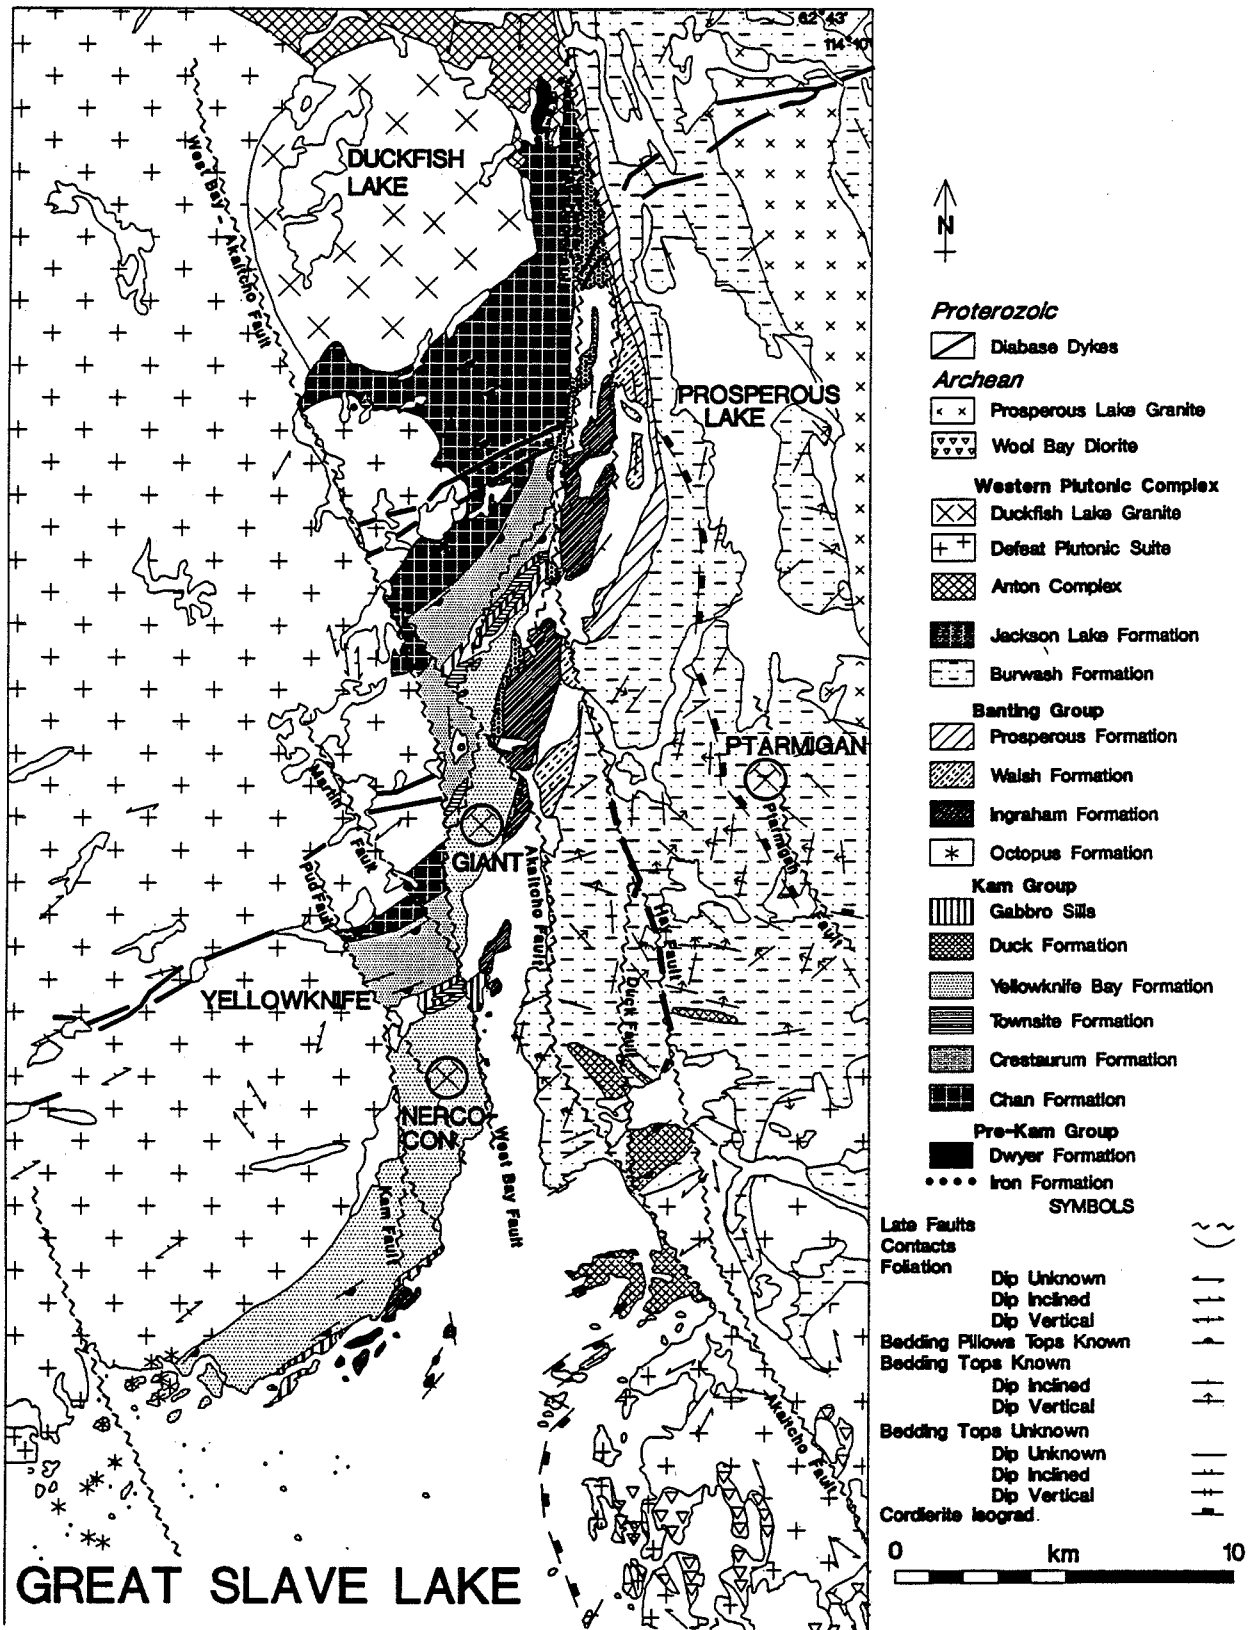 62°43'
114°10'
DUCKFISH
LAKE
West Bay - Akaitcho Fault
PROSPEROUS
LAKE
PTARMIGAN
Ptarmigan
Fault
Martin
Fault
Pud Fault
GIANT
Akaitcho Fault
Hay Fault
Duck Fault
YELLOWKNIFE
NERCO
CON
West Bay Fault
Kam Fault
Akaitcho Fault
GREAT SLAVE LAKE
N
Proterozoic
Diabase Dykes
Archean
Prosperous Lake Granite
Wool Bay Diorite
Western Plutonic Complex
Duckfish Lake Granite
Defeat Plutonic Suite
Anton Complex
Jackson Lake Formation
Burwash Formation
Banting Group
Prosperous Formation
Walsh Formation
Ingraham Formation
Octopus Formation
Kam Group
Gabbro Sills
Duck Formation
Yellowknife Bay Formation
Townsite Formation
Crestaurum Formation
Chan Formation
Pre-Kam Group
Dwyer Formation
Iron Formation
SYMBOLS
Late Faults
Contacts
Foliation
Dip Unknown
Dip Inclined
Dip Vertical
Bedding Pillows Tops Known
Bedding Tops Known
Dip Inclined
Dip Vertical
Bedding Tops Unknown
Dip Unknown
Dip Inclined
Dip Vertical
Cordierite Isograd
0 km 10